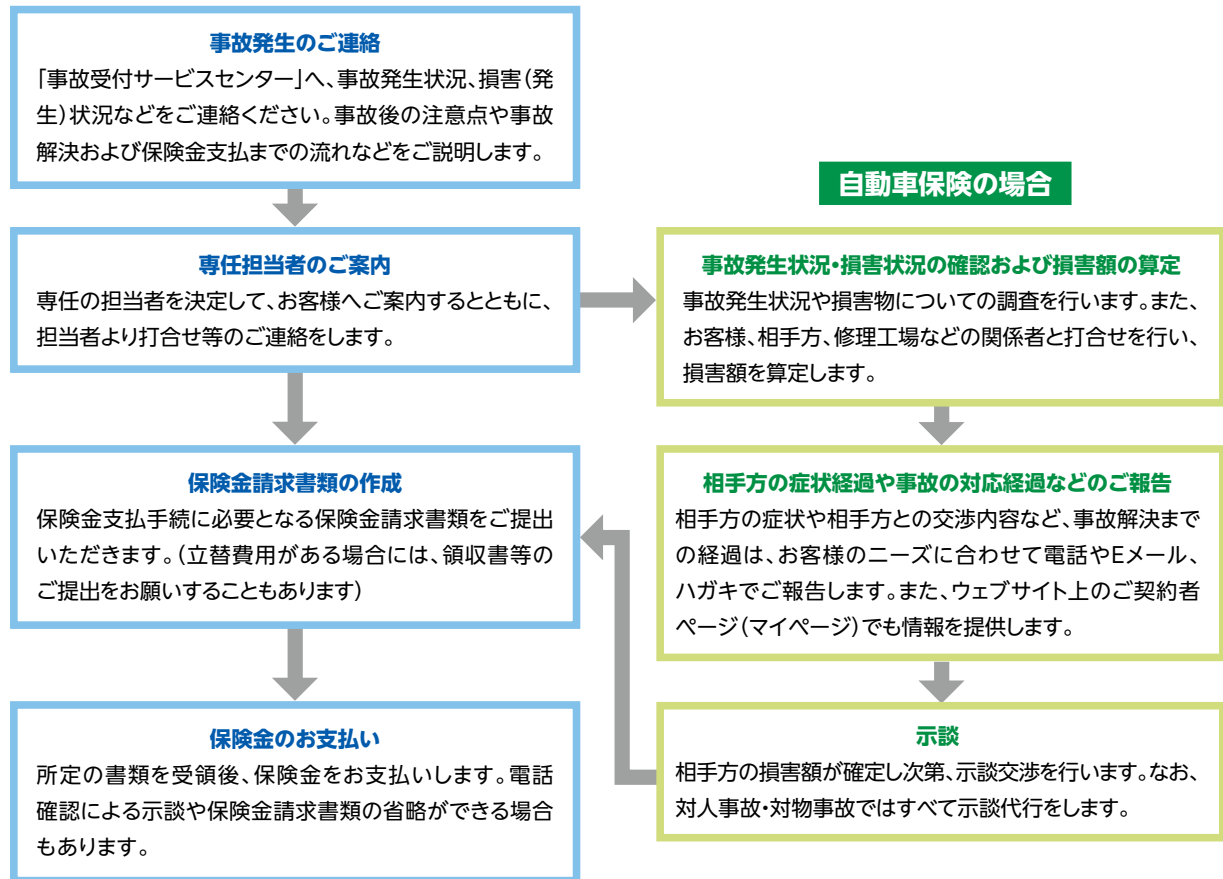 事故発生のご連絡
「事故受付サービスセンター」へ、事故発生状況、損害(発
生)状況などをご連絡ください。事故後の注意点や事故
解決および保険金支払までの流れなどをご説明します。
専任担当者のご案内
専任の担当者を決定して、お客様へご案内するとともに、
担当者より打合せ等のご連絡をします。
保険金請求書類の作成
保険金支払手続に必要となる保険金請求書類をご提出
いただきます。(立替費用がある場合には、領収書等の
ご提出をお願いすることもあります)
保険金のお支払い
所定の書類を受領後、保険金をお支払いします。電話
確認による示談や保険金請求書類の省略ができる場合
もあります。
自動車保険の場合
事故発生状況・損害状況の確認および損害額の算定
事故発生状況や損害物についての調査を行います。また、
お客様、相手方、修理工場などの関係者と打合せを行い、
損害額を算定します。
相手方の症状経過や事故の対応経過などのご報告
相手方の症状や相手方との交渉内容など、事故解決まで
の経過は、お客様のニーズに合わせて電話やEメール、
ハガキでご報告します。また、ウェブサイト上のご契約者
ページ(マイページ)でも情報を提供します。
示談
相手方の損害額が確定し次第、示談交渉を行います。なお、
対人事故・対物事故ではすべて示談代行をします。